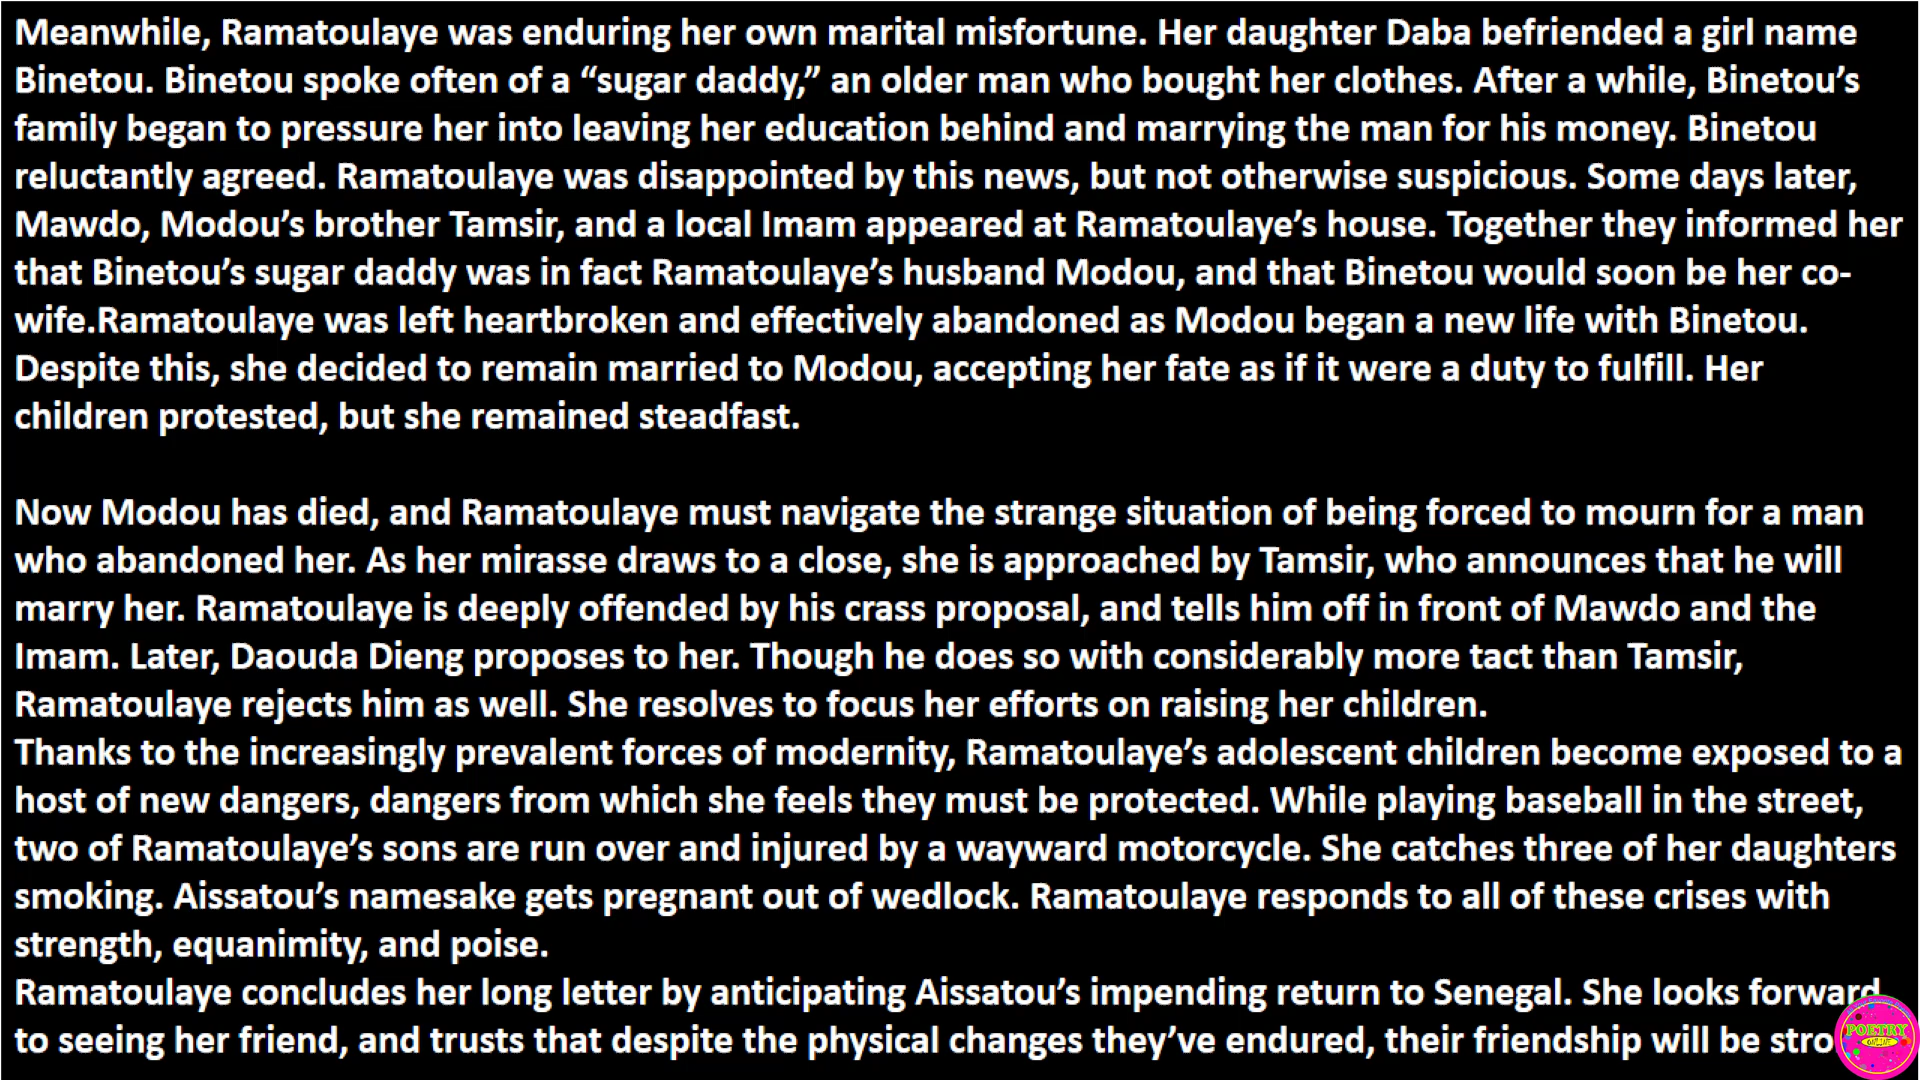 Meanwhile, Ramatoulaye was enduring her own marital misfortune. Her daughter Daba befriended a girl name
Binetou. Binetou spoke often of a “sugar daddy,” an older man who bought her clothes. After a while, Binetou’s
family began to pressure her into leaving her education behind and marrying the man for his money. Binetou
reluctantly agreed. Ramatoulaye was disappointed by this news, but not otherwise suspicious. Some days later,
Mawdo, Modou’s brother Tamsir, and a local Imam appeared at Ramatoulaye’s house. Together they informed her
that Binetou’s sugar daddy was in fact Ramatoulaye’s husband Modou, and that Binetou would soon be her co-
wife.Ramatoulaye was left heartbroken and effectively abandoned as Modou began a new life with Binetou.
Despite this, she decided to remain married to Modou, accepting her fate as if it were a duty to fulfill. Her
children protested, but she remained steadfast.
Now Modou has died, and Ramatoulaye must navigate the strange situation of being forced to mourn for a man
who abandoned her. As her mirasse draws to a close, she is approached by Tamsir, who announces that he will
marry her. Ramatoulaye is deeply offended by his crass proposal, and tells him off in front of Mawdo and the
Imam. Later, Daouda Dieng proposes to her. Though he does so with considerably more tact than Tamsir,
Ramatoulaye rejects him as well. She resolves to focus her efforts on raising her children.
Thanks to the increasingly prevalent forces of modernity, Ramatoulaye’s adolescent children become exposed to a
host of new dangers, dangers from which she feels they must be protected. While playing baseball in the street,
two of Ramatoulaye’s sons are run over and injured by a wayward motorcycle. She catches three of her daughters
smoking. Aissatou’s namesake gets pregnant out of wedlock. Ramatoulaye responds to all of these crises with
strength, equanimity, and poise.
Ramatoulaye concludes her long letter by anticipating Aissatou’s impending return to Senegal. She looks forward
to seeing her friend, and trusts that despite the physical changes they’ve endured, their friendship will be stro
POETRY